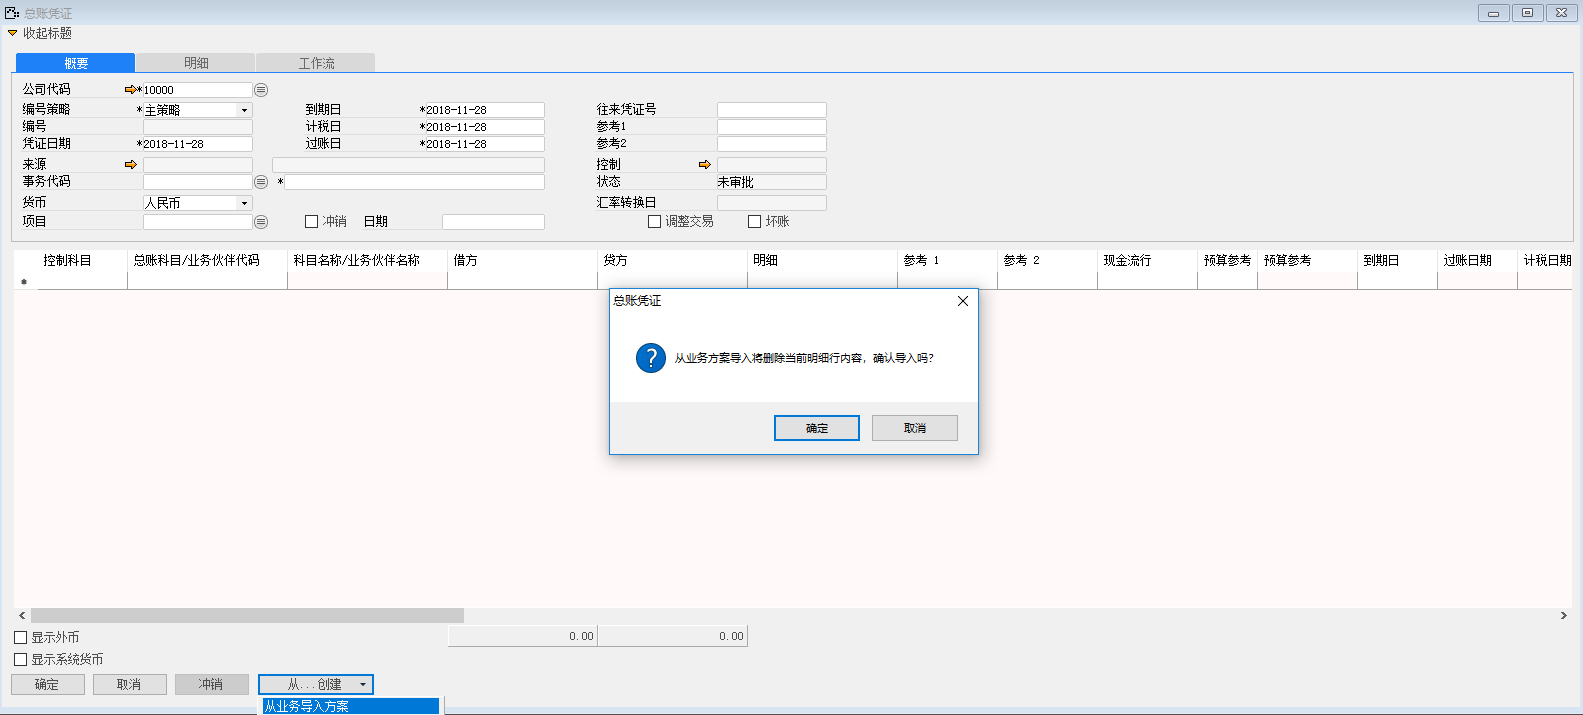 总账凭证
收起标题
概要 明细 工作流
公司代码 *10000
编号策略 *主策略 到期日 *2018-11-28 往来凭证号
编号 计税日 *2018-11-28 参考1
凭证日期 *2018-11-28 过账日 *2018-11-28 参考2
来源 控制
事务代码 * 状态 未审批
货币 人民币 汇率转换日
项目 冲销 日期 调整交易 坏账
控制科目 总账科目/业务伙伴代码 科目名称/业务伙伴名称 借方 贷方 明细 参考 1 参考 2 现金流行 预算参考 预算参考 到期日 过账日期 计税日期
*
总账凭证
从业务方案导入将删除当前明细行内容，确认导入吗?
确定 取消
显示外币 0.00 0.00
显示系统货币
确定 取消 冲销 从...创建
从业务导入方案